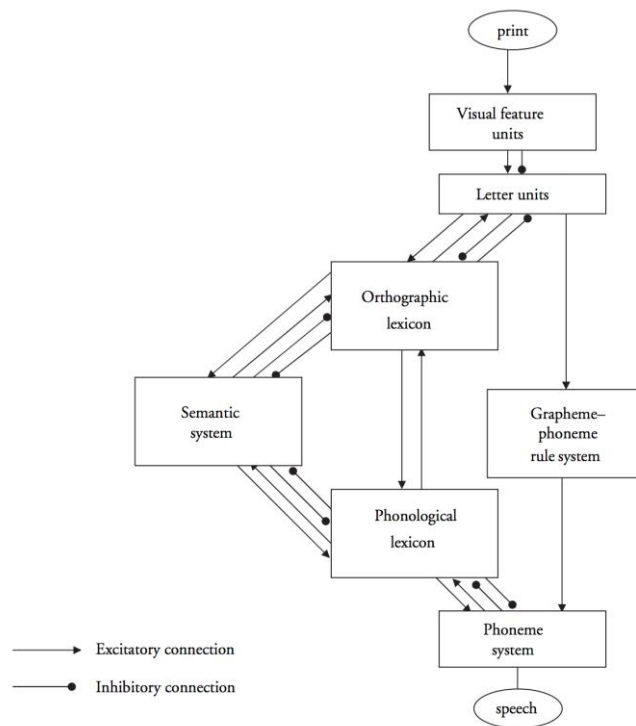 print
Visual feature
units
Letter units
Orthographic
lexicon
Semantic
system
Grapheme–
phoneme
rule system
Phonological
lexicon
Phoneme
system
speech
Excitatory connection
Inhibitory connection